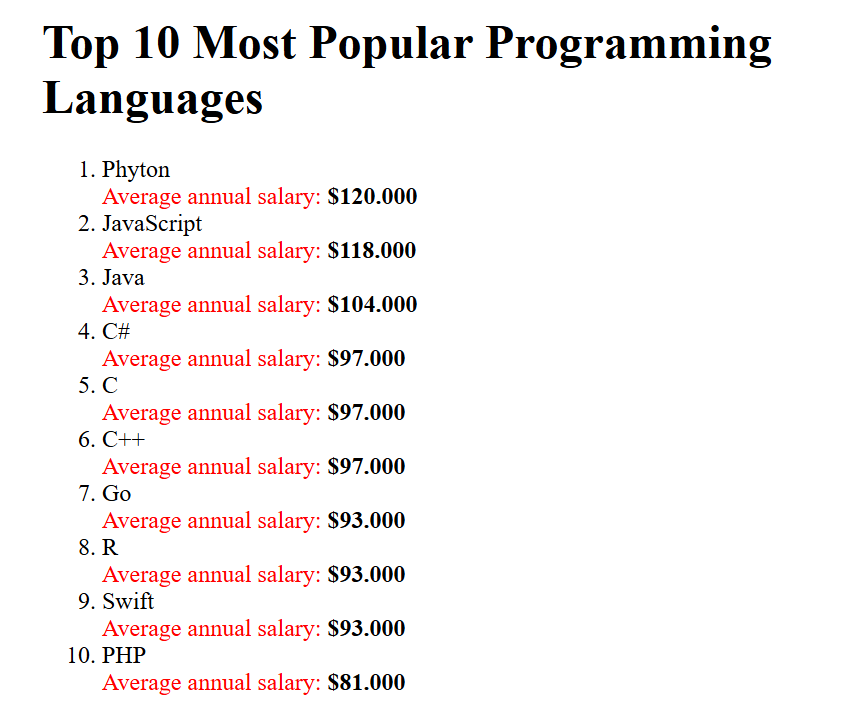 Top 10 Most Popular Programming
Languages
1. Phyton
Average annual salary: $120.000
2. JavaScript
Average annual salary: $118.000
3. Java
Average annual salary: $104.000
4. C#
Average annual salary: $97.000
5. C
Average annual salary: $97.000
6. C++
Average annual salary: $97.000
7. Go
Average annual salary: $93.000
8. R
Average annual salary: $93.000
9. Swift
Average annual salary: $93.000
10. PHP
Average annual salary: $81.000